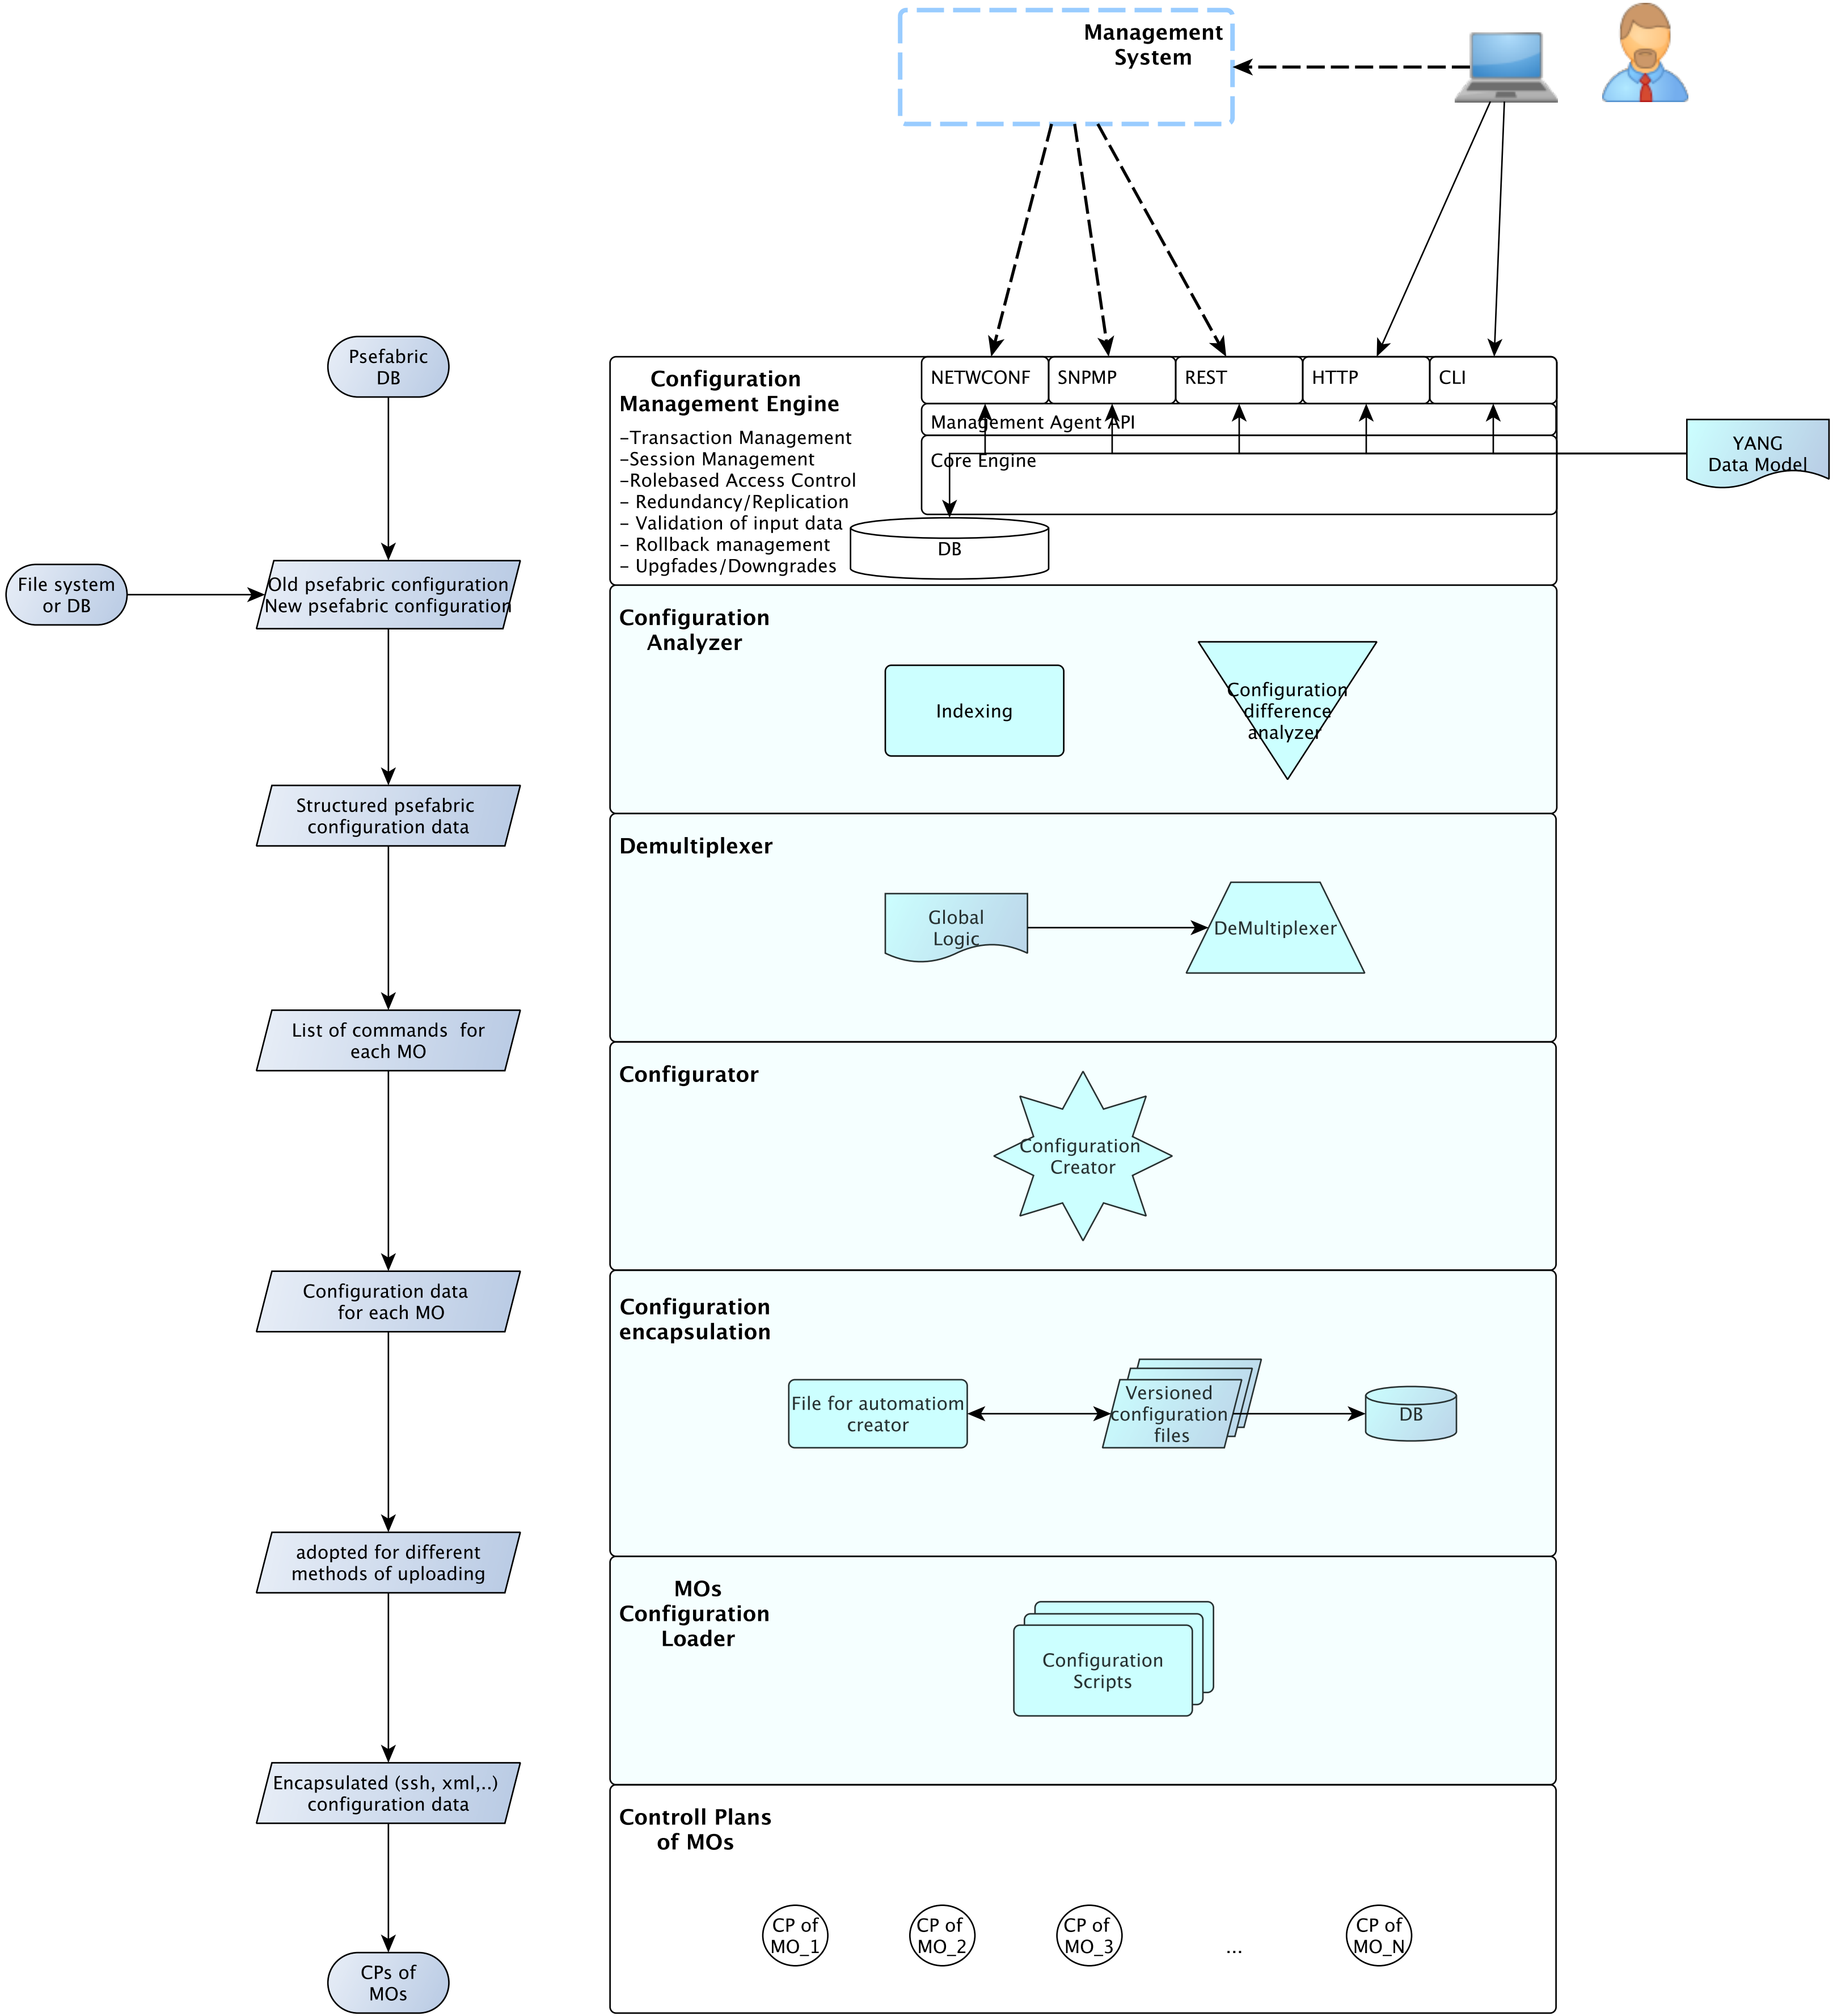 Management
System
Psefabric
DB
File system
or DB
Old psefabric configuration
New psefabric configuration
Structured psefabric
configuration data
List of commands  for
each MO
Configuration data
for each MO
adopted for different
methods of uploading
Encapsulated (ssh, xml,..)
configuration data
CPs of
MOs
Configuration
Management Engine
-Transaction Management
-Session Management
-Rolebased Access Control
- Redundancy/Replication
- Validation of input data
- Rollback management
- Upgfades/Downgrades
NETWCONF
SNPMP
REST
HTTP
CLI
Management Agent API
Core Engine
DB
YANG
Data Model
Configuration
Analyzer
Indexing
Configuration
difference
analyzer
Demultiplexer
Global
Logic
DeMultiplexer
Configurator
Configuration
Creator
Configuration
encapsulation
File for automatiom
creator
Versioned
configuration
files
DB
MOs
Configuration
Loader
Configuration
Scripts
Controll Plans
of MOs
CP of
MO_1
CP of
MO_2
CP of
MO_3
...
CP of
MO_N